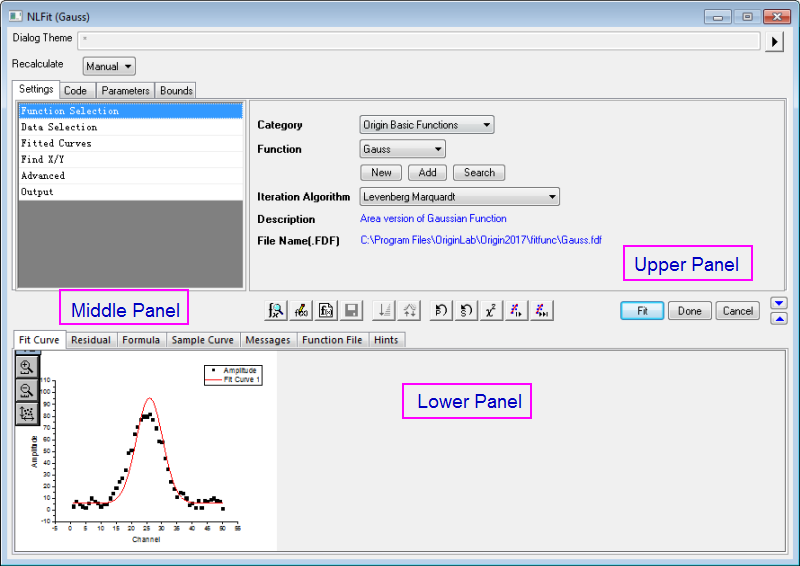 NLFit (Gauss)
Dialog Theme *
Recalculate Manual
Settings Code Parameters Bounds
Function Selection
Data Selection
Fitted Curves
Find X/Y
Advanced
Output
Category Origin Basic Functions
Function Gauss
New Add Search
Iteration Algorithm Levenberg Marquardt
Description Area version of Gaussian Function
File Name(.FDF) C:\Program Files\OriginLab\Origin2017\fitfunc\Gauss.fdf
Upper Panel
Middle Panel
Fit Done Cancel
Fit Curve Residual Formula Sample Curve Messages Function File Hints
Amplitude
Fit Curve 1
Lower Panel
110
100
90
80
70
60
50
40
30
20
10
0
-10
Amplitude
-5 0 5 10 15 20 25 30 35 40 45 50 55
Channel